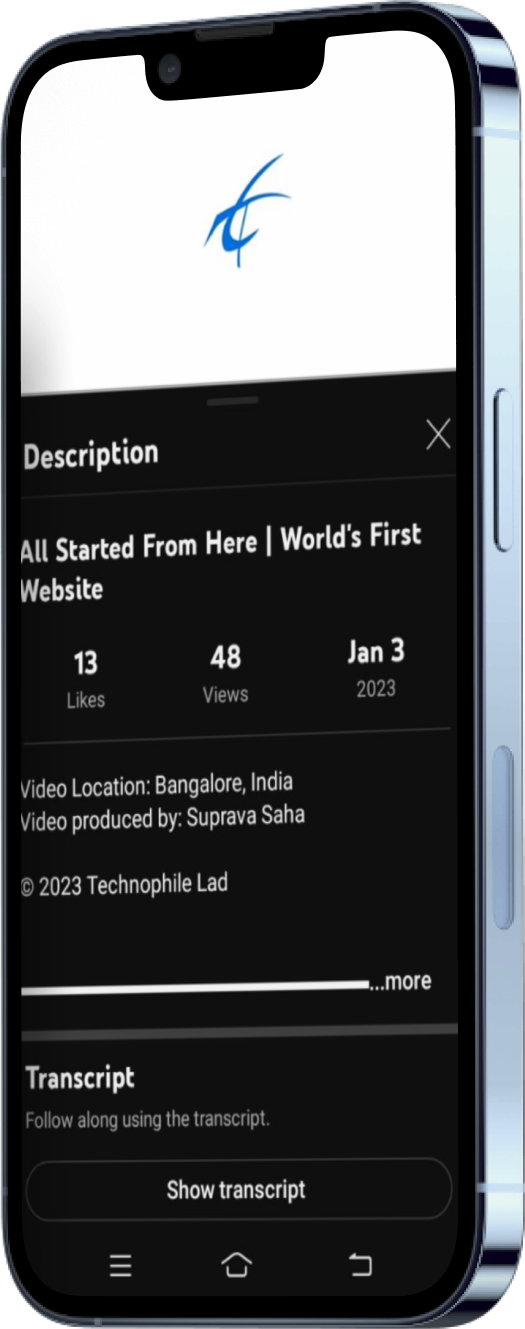 Description
All Started From Here | World's First
Website
13
Likes
48
Views
Jan 3
2023
Video Location: Bangalore, India
Video produced by: Suprava Saha
© 2023 Technophile Lad
...more
Transcript
Follow along using the transcript.
Show transcript